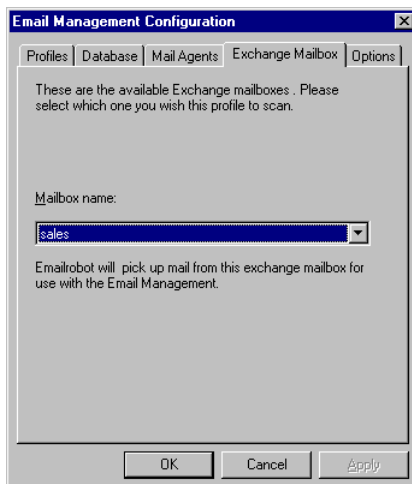 Email Management Configuration
Profiles Database Mail Agents Exchange Mailbox Options
These are the available Exchange mailboxes . Please
select which one you wish this profile to scan.
Mailbox name:
sales
Emailrobot will pick up mail from this exchange mailbox for
use with the Email Management.
OK Cancel Apply